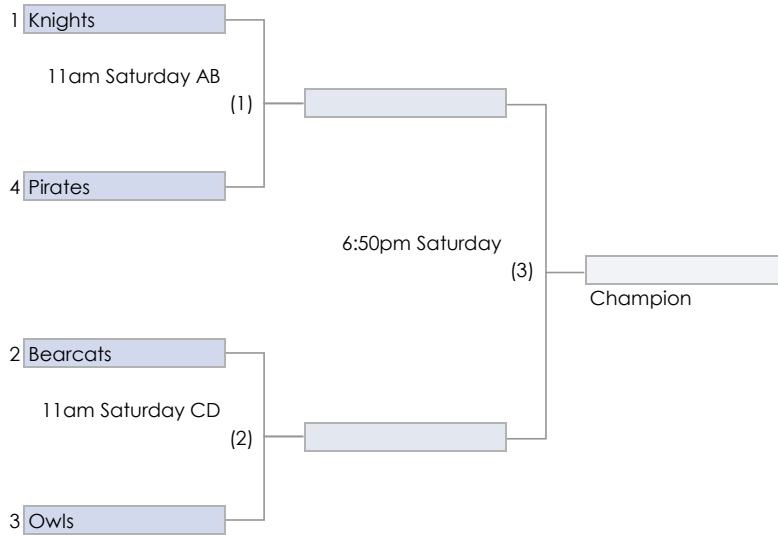 1 Knights
11am Saturday AB
(1)
4 Pirates
6:50pm Saturday
(3)
Champion
2 Bearcats
11am Saturday CD
(2)
3 Owls